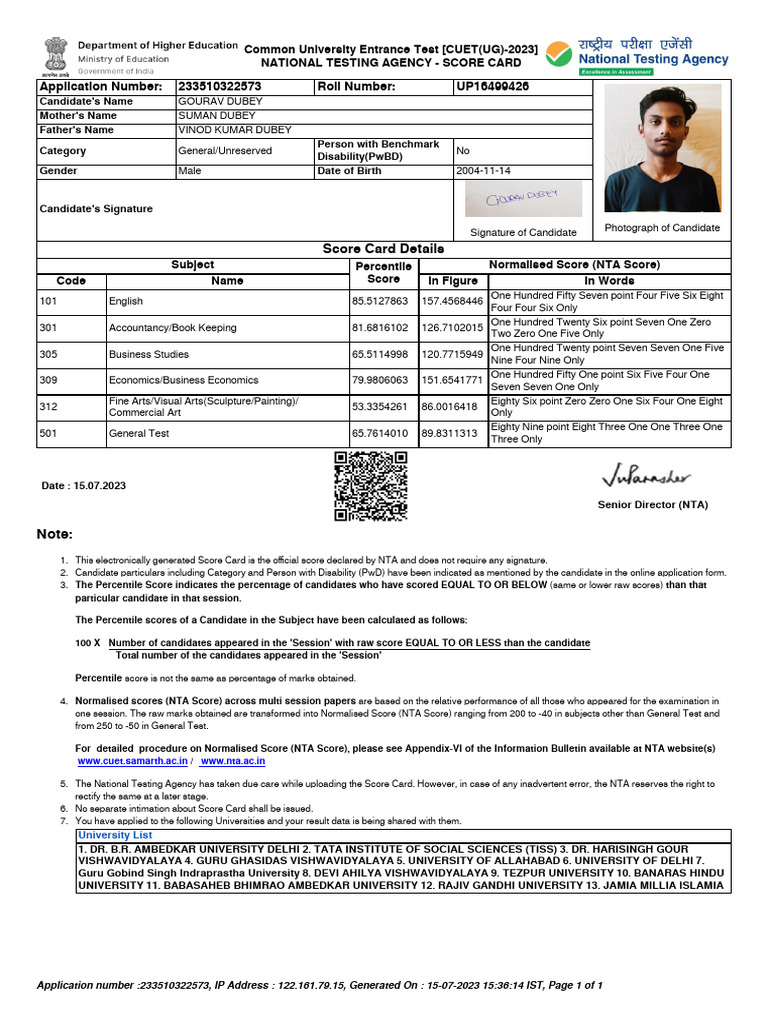 Department of Higher Education
Ministry of Education
Government of India
Common University Entrance Test [CUET(UG)-2023]
NATIONAL TESTING AGENCY - SCORE CARD
राष्ट्रीय परीक्षा एजेंसी
National Testing Agency
Excellence in Assessment
Application Number: 233510322573 Roll Number: UP16499426
Candidate's Name GOURAV DUBEY
Mother's Name SUMAN DUBEY
Father's Name VINOD KUMAR DUBEY
Category General/Unreserved Person with Benchmark Disability(PwBD) No
Gender Male Date of Birth 2004-11-14
Candidate's Signature
GOURAV DUBEY
Signature of Candidate
Photograph of Candidate
Score Card Details
Subject Percentile Score Normalised Score (NTA Score)
Code Name In Figure In Words
101 English 85.5127863 157.4568446 One Hundred Fifty Seven point Four Five Six Eight
Four Four Six Only
301 Accountancy/Book Keeping 81.6816102 126.7102015 One Hundred Twenty Six point Seven One Zero
Two Zero One Five Only
305 Business Studies 65.5114998 120.7715949 One Hundred Twenty point Seven Seven One Five
Nine Four Nine Only
309 Economics/Business Economics 79.9806063 151.6541771 One Hundred Fifty One point Six Five Four One
Seven Seven One Only
312 Fine Arts/Visual Arts(Sculpture/Painting)/
Commercial Art 53.3354261 86.0016418 Eighty Six point Zero Zero One Six Four One Eight
Only
501 General Test 65.7614010 89.8311313 Eighty Nine point Eight Three One One Three One
Three Only
Date : 15.07.2023
Senior Director (NTA)
Note:
1. This electronically generated Score Card is the official score declared by NTA and does not require any signature.
2. Candidate particulars including Category and Person with Disability (PwD) have been indicated as mentioned by the candidate in the online application form.
3. The Percentile Score indicates the percentage of candidates who have scored EQUAL TO OR BELOW (same or lower raw scores) than that
particular candidate in that session.
The Percentile scores of a Candidate in the Subject have been calculated as follows:
100 X Number of candidates appeared in the 'Session' with raw score EQUAL TO OR LESS than the candidate
Total number of the candidates appeared in the 'Session'
Percentile score is not the same as percentage of marks obtained.
4. Normalised scores (NTA Score) across multi session papers are based on the relative performance of all those who appeared for the examination in
one session. The raw marks obtained are transformed into Normalised Score (NTA Score) ranging from 200 to -40 in subjects other than General Test and
from 250 to -50 in General Test.
For detailed procedure on Normalised Score (NTA Score), please see Appendix-VI of the Information Bulletin available at NTA website(s)
www.cuet.samarth.ac.in / www.nta.ac.in
5. The National Testing Agency has taken due care while uploading the Score Card. However, in case of any inadvertent error, the NTA reserves the right to
rectify the same at a later stage.
6. No separate intimation about Score Card shall be issued.
7. You have applied to the following Universities and your result data is being shared with them.
University List
1. DR. B.R. AMBEDKAR UNIVERSITY DELHI 2. TATA INSTITUTE OF SOCIAL SCIENCES (TISS) 3. DR. HARISINGH GOUR
VISHWAVIDYALAYA 4. GURU GHASIDAS VISHWAVIDYALAYA 5. UNIVERSITY OF ALLAHABAD 6. UNIVERSITY OF DELHI 7.
Guru Gobind Singh Indraprastha University 8. DEVI AHILYA VISHWAVIDYALAYA 9. TEZPUR UNIVERSITY 10. BANARAS HINDU
UNIVERSITY 11. BABASAHEB BHIMRAO AMBEDKAR UNIVERSITY 12. RAJIV GANDHI UNIVERSITY 13. JAMIA MILLIA ISLAMIA
Application number :233510322573, IP Address : 122.161.79.15, Generated On : 15-07-2023 15:36:14 IST, Page 1 of 1